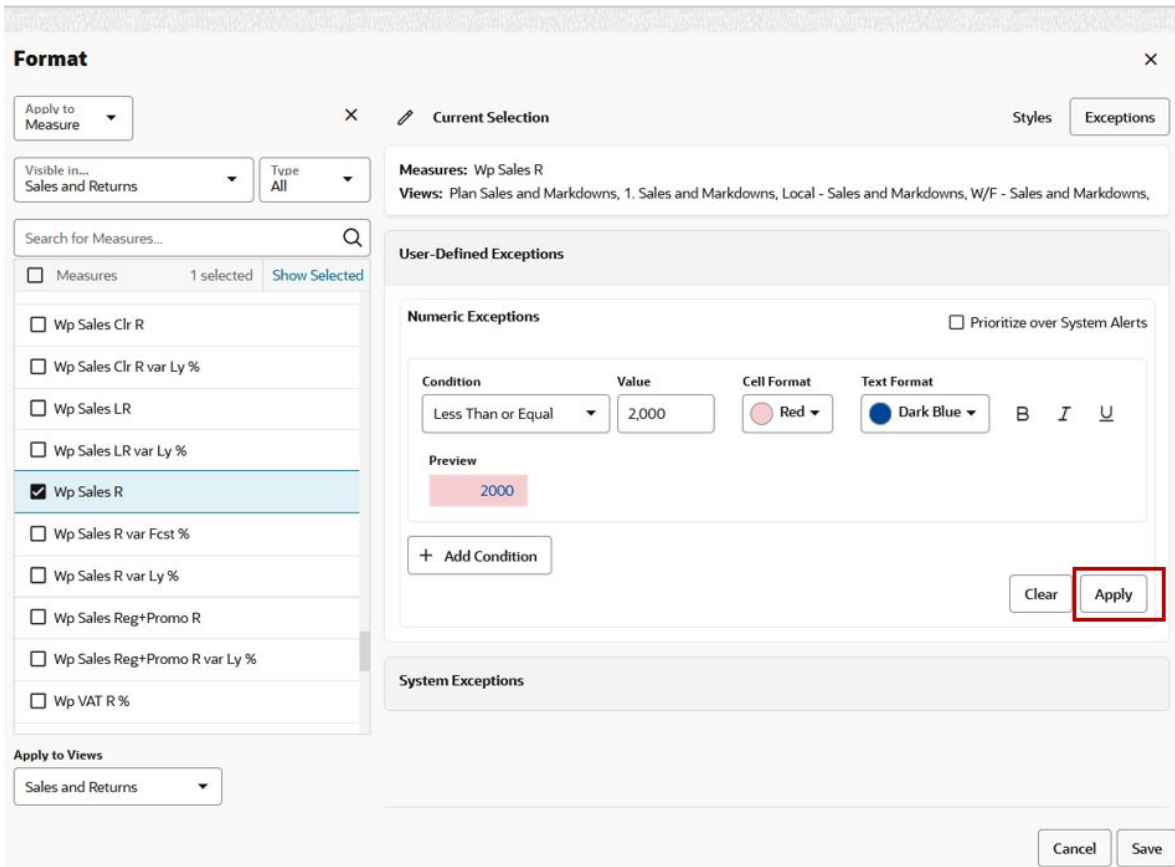 Format
Apply to
Measure
Visible in...
Sales and Returns
Type
All
Search for Measures...
Measures 1 selected Show Selected
Wp Sales Clr R
Wp Sales Clr R var Ly %
Wp Sales LR
Wp Sales LR var Ly %
Wp Sales R
Wp Sales R var Fcst %
Wp Sales R var Ly %
Wp Sales Reg+Promo R
Wp Sales Reg+Promo R var Ly %
Wp VAT R %
Apply to Views
Sales and Returns
Current Selection Styles Exceptions
Measures: Wp Sales R
Views: Plan Sales and Markdowns, 1. Sales and Markdowns, Local - Sales and Markdowns, W/F - Sales and Markdowns,
User-Defined Exceptions
Numeric Exceptions Prioritize over System Alerts
Condition Value Cell Format Text Format
Less Than or Equal 2,000 Red Dark Blue B I U
Preview
2000
+ Add Condition
Clear Apply
System Exceptions
Cancel Save